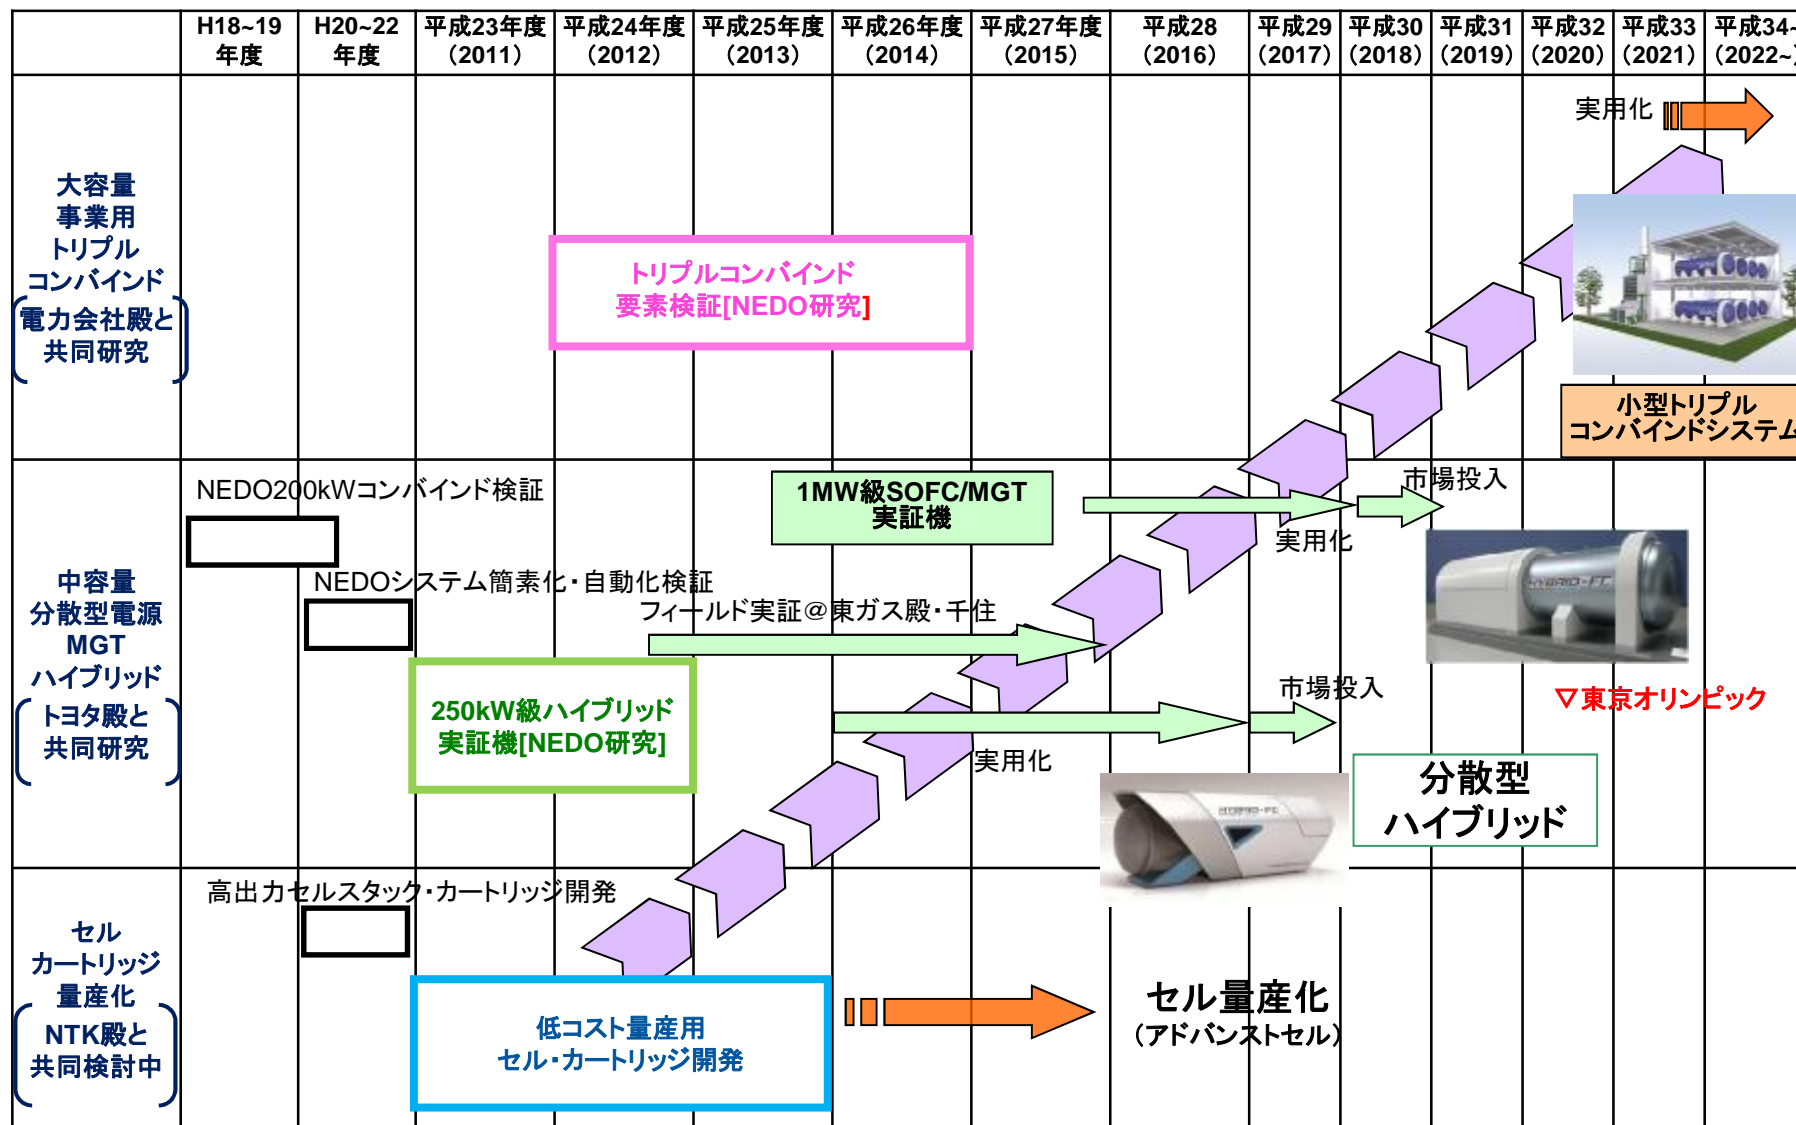 H18~19
年度
H20~22
年度
平成23年度
（2011）
平成24年度
（2012）
平成25年度
（2013）
平成26年度
（2014）
平成27年度
（2015）
平成28
（2016）
平成29
（2017）
平成30
（2018）
平成31
（2019）
平成32
（2020）
平成33
（2021）
平成34~
（2022~）
大容量
事業用
トリプル
コンバインド
電力会社殿と
共同研究
実用化
トリプルコンバインド
要素検証[NEDO研究]
小型トリプル
コンバインドシステム
中容量
分散型電源
MGT
ハイブリッド
トヨタ殿と
共同研究
NEDO200kWコンバインド検証
1MW級SOFC/MGT
実証機
市場投入
実用化
HYBRID-FC
NEDOシステム簡素化・自動化検証
フィールド実証＠東ガス殿・千住
250kW級ハイブリッド
実証機[NEDO研究]
市場投入
実用化
▽東京オリンピック
HYBRID-FC
分散型
ハイブリッド
セル
カートリッジ
量産化
NTK殿と
共同検討中
高出力セルスタック・カートリッジ開発
低コスト量産用
セル・カートリッジ開発
セル量産化
（アドバンストセル）